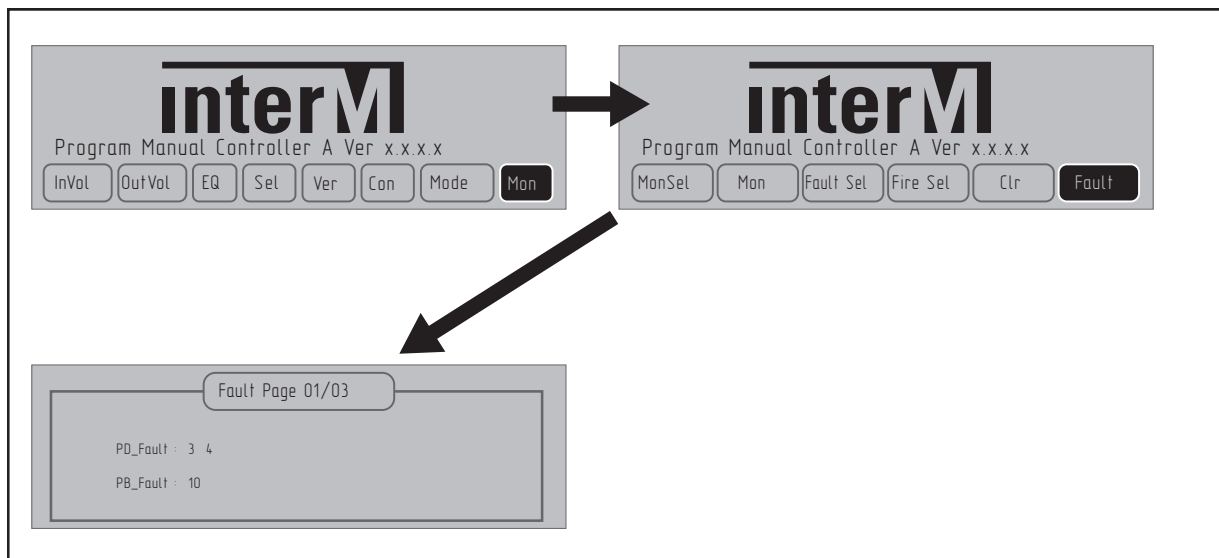 interM
Program Manual Controller A Ver x.x.x.x
InVol OutVol EQ Sel Ver Con Mode Mon
interM
Program Manual Controller A Ver x.x.x.x
MonSel Mon Fault Sel Fire Sel Clr Fault
Fault Page 01/03
PD_Fault : 3 4
PB_Fault : 10